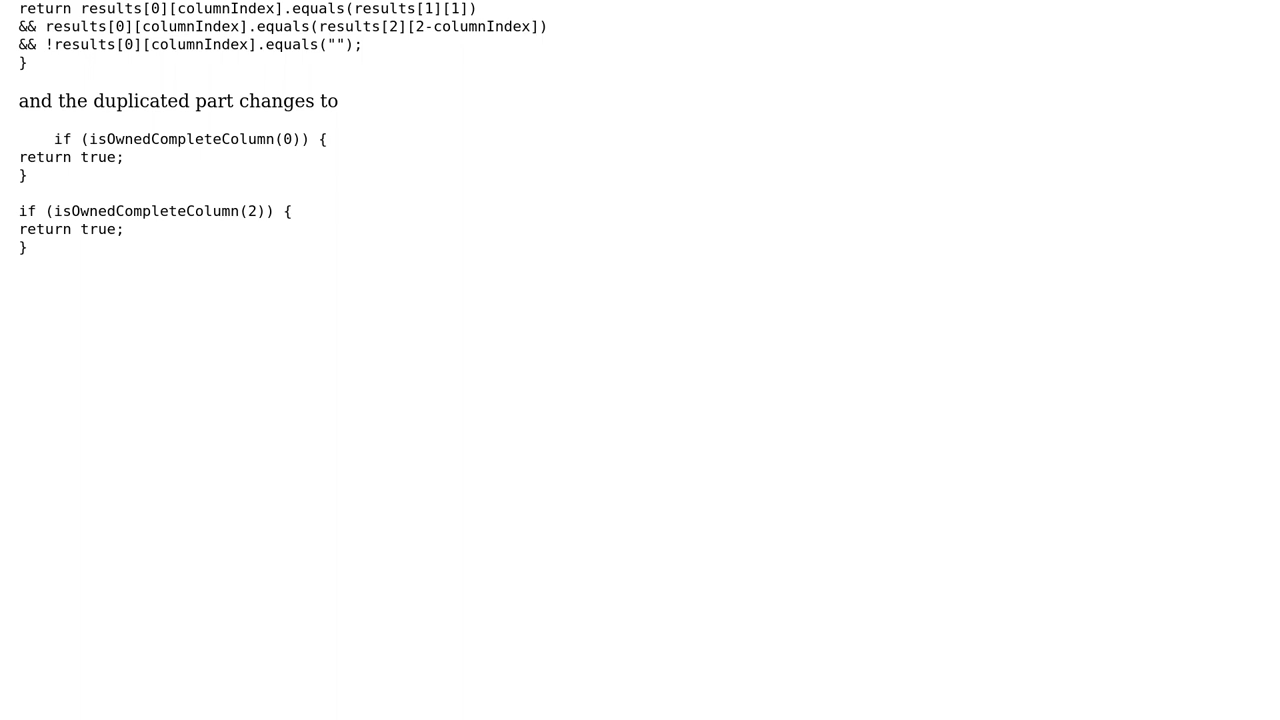 return results[0][columnIndex].equals(results[1][1])
&& results[0][columnIndex].equals(results[2][2-columnIndex])
&& !results[0][columnIndex].equals("");
}
and the duplicated part changes to
if (isOwnedCompleteColumn(0)) {
return true;
}
if (isOwnedCompleteColumn(2)) {
return true;
}